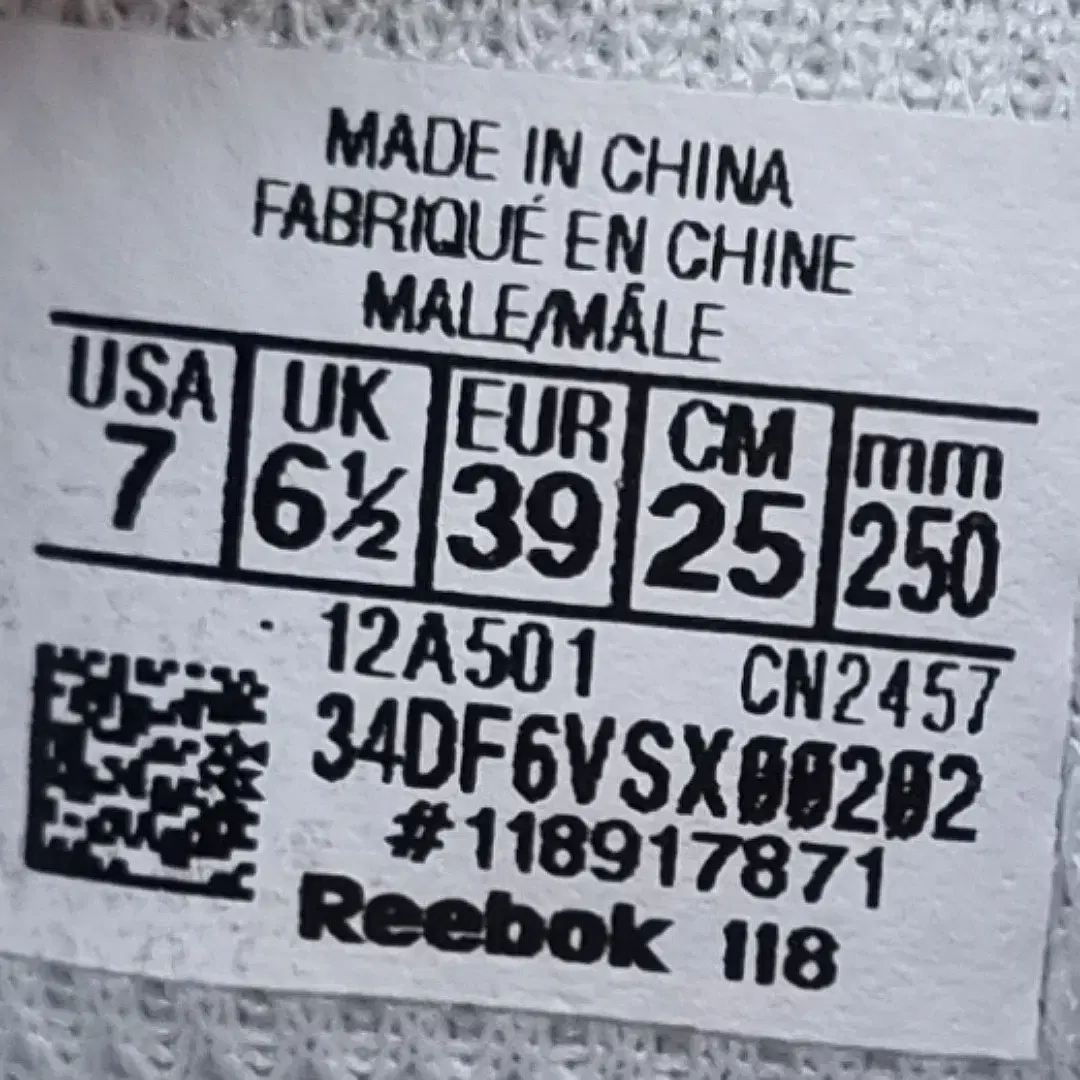 MADE IN CHINA
FABRIQUÉ EN CHINE
MALE/MÂLE
USA UK EUR CM mm
7 6½ 39 25 250
12A501 CN2457
34DF6VSX00202
#118917871
Reebok 118